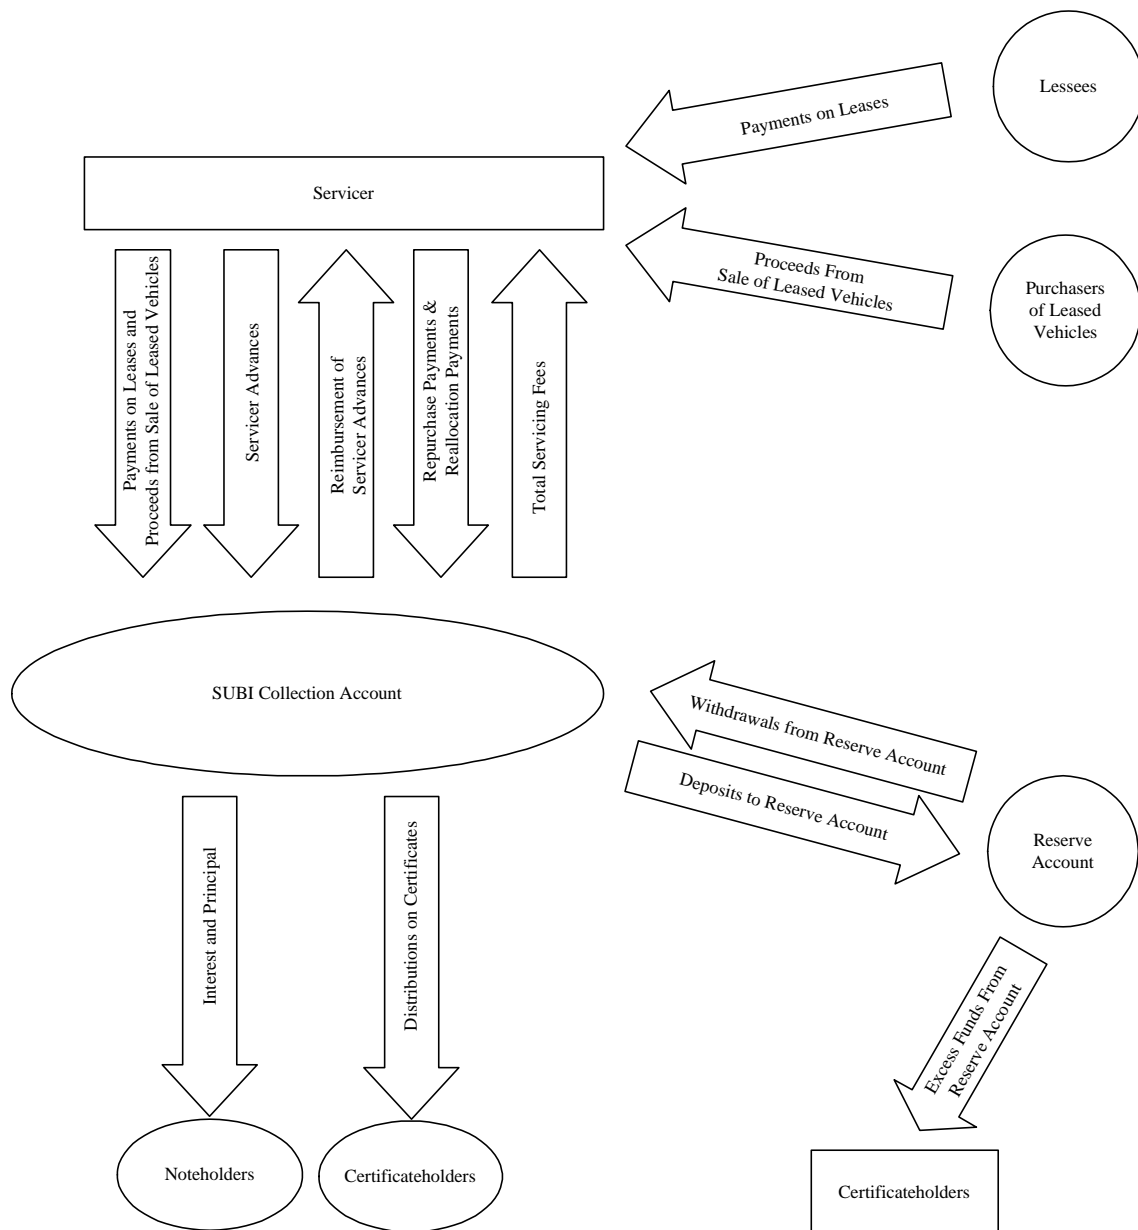 Lessees
Payments on Leases
Servicer
Proceeds From
Sale of Leased Vehicles
Purchasers
of Leased
Vehicles
Payments on Leases and
Proceeds from Sale of Leased Vehicles
Servicer Advances
Reimbursement of
Servicer Advances
Repurchase Payments &
Reallocation Payments
Total Servicing Fees
SUBI Collection Account
Withdrawals from Reserve Account
Deposits to Reserve Account
Reserve
Account
Interest and Principal
Distributions on Certificates
Excess Funds From
Reserve Account
Noteholders
Certificateholders
Certificateholders